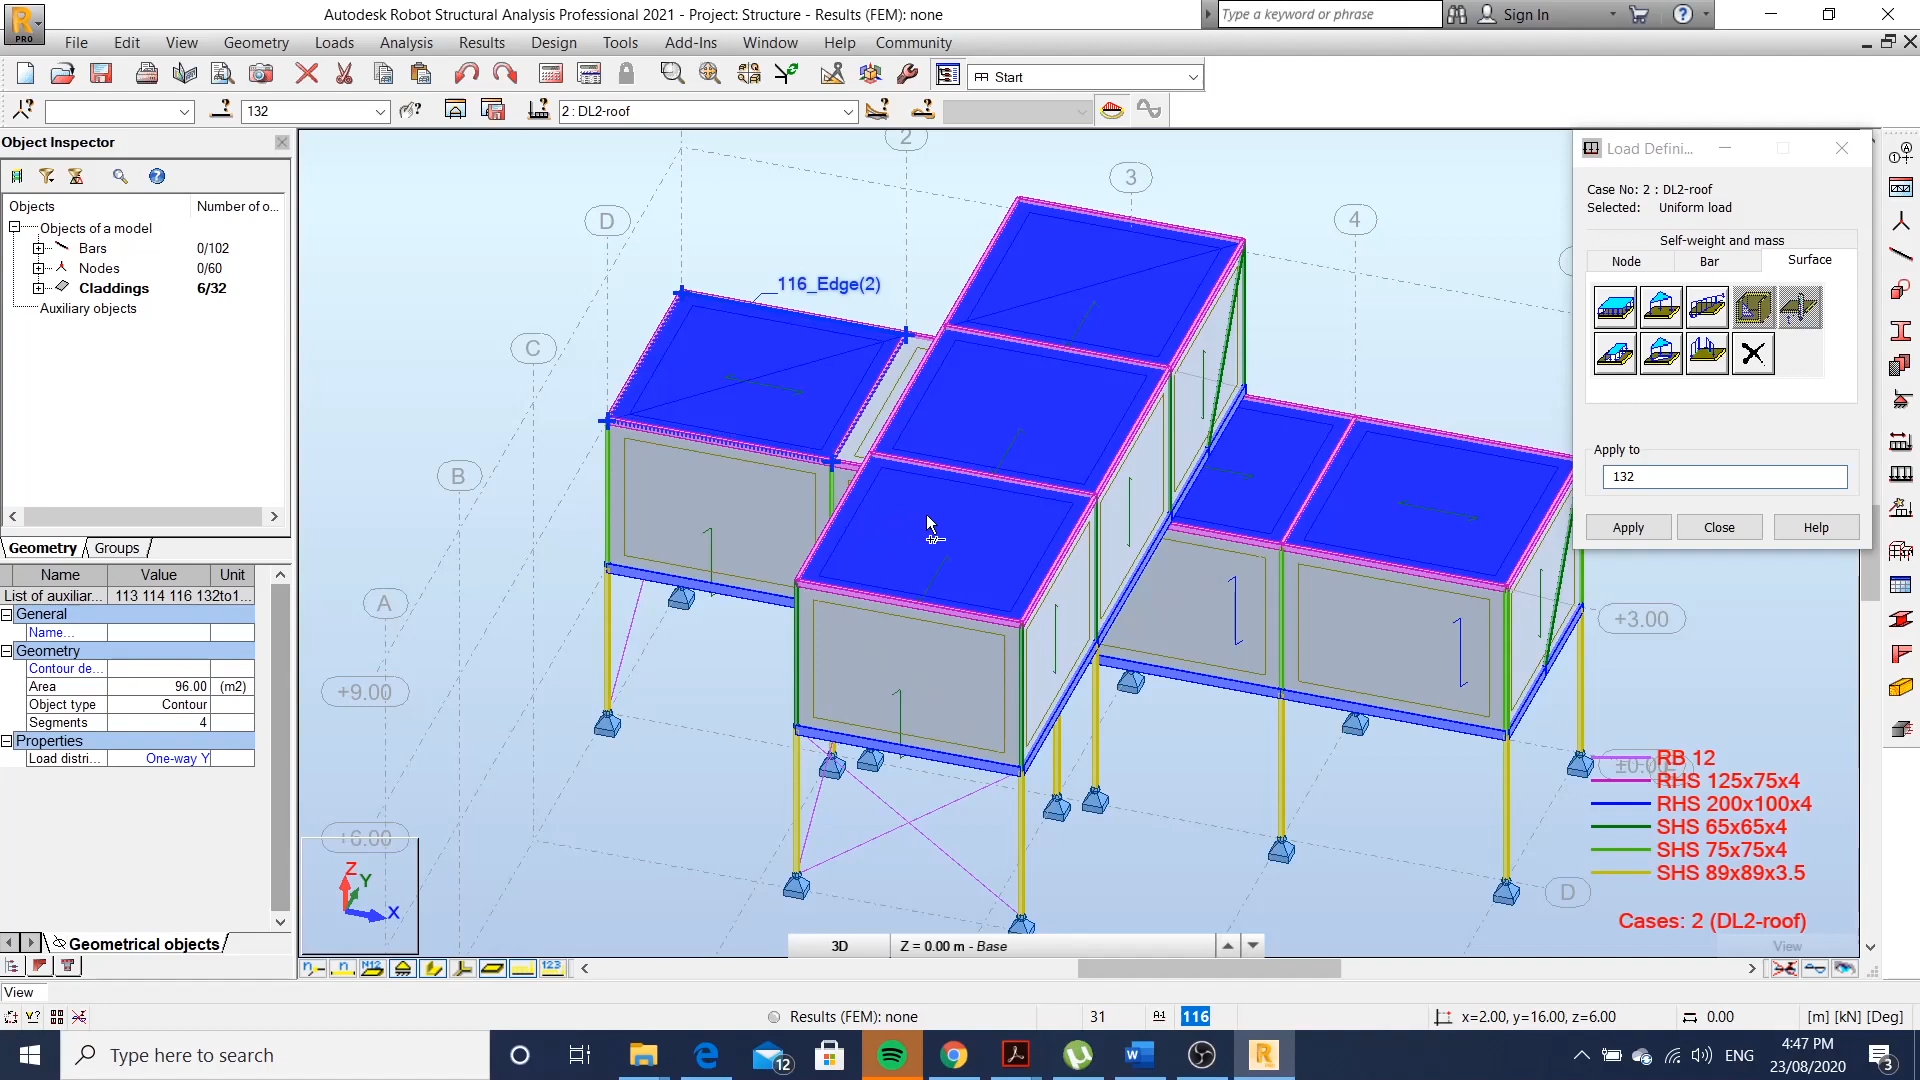 Autodesk Robot Structural Analysis Professional 2021 - Project: Structure - Results (FEM): none
Type a keyword or phrase
Sign In
PRO
File Edit View Geometry Loads Analysis Results Design Tools Add-Ins Window Help Community
Start
132
2 : DL2-roof
Object Inspector
Objects Number of o...
Objects of a model
Bars 0/102
Nodes 0/60
Claddings 6/32
Auxiliary objects
Geometry Groups
Name Value Unit
List of auxiliar... 113 114 116 132to1...
General
Name...
Geometry
Contour de...
Area 96.00 (m2)
Object type Contour
Segments 4
Properties
Load distri... One-way Y
Geometrical objects
2
3
4
D
C
B
A
116_Edge(2)
+9.00
+6.00
+3.00
±0.00
D
Z
Y
X
RB 12
RHS 125x75x4
RHS 200x100x4
SHS 65x65x4
SHS 75x75x4
SHS 89x89x3.5
Cases: 2 (DL2-roof)
View
3D Z = 0.00 m - Base
Load Defini...
Case No: 2 : DL2-roof
Selected: Uniform load
Self-weight and mass
Node Bar Surface
Apply to
132
Apply Close Help
View
Results (FEM): none 31 116 x=2.00, y=16.00, z=6.00 0.00 [m] [kN] [Deg]
Type here to search
12
ENG
4:47 PM
23/08/2020
3